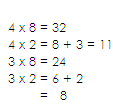 4 x 8 = 32
4 x 2 = 8 + 3 = 11
3 x 8 = 24
3 x 2 = 6 + 2
= 8